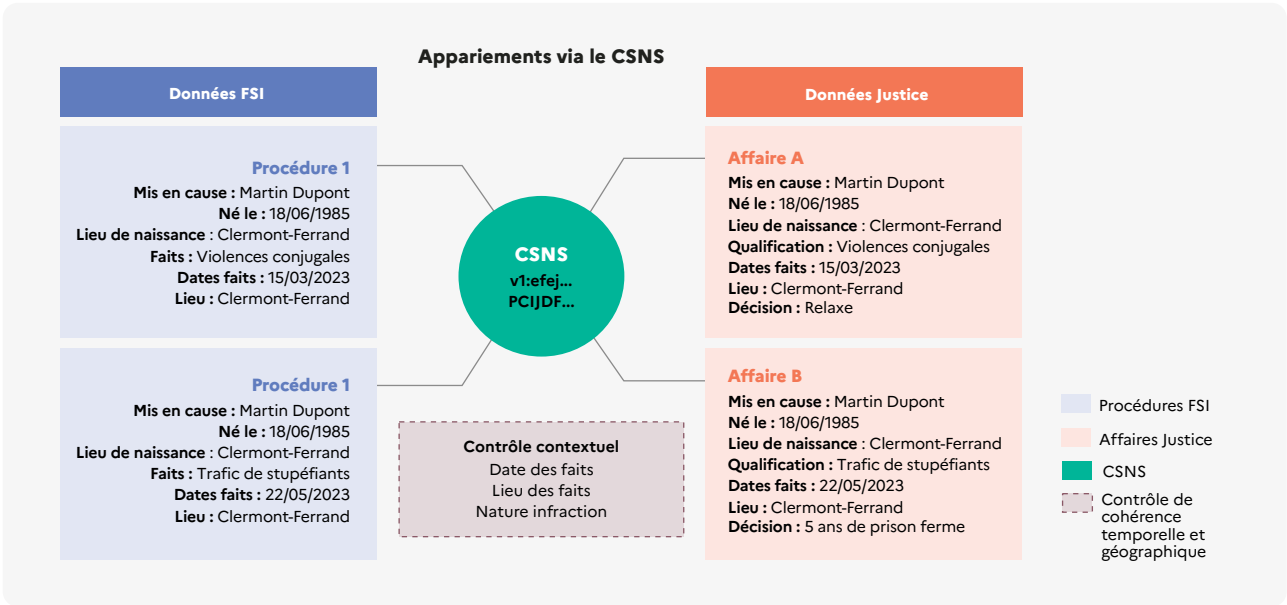 Appariements via le CSNS
Données FSI
Procédure 1
Mis en cause : Martin Dupont
Né le : 18/06/1985
Lieu de naissance : Clermont-Ferrand
Faits : Violences conjugales
Dates faits : 15/03/2023
Lieu : Clermont-Ferrand
Procédure 1
Mis en cause : Martin Dupont
Né le : 18/06/1985
Lieu de naissance : Clermont-Ferrand
Faits : Trafic de stupéfiants
Dates faits : 22/05/2023
Lieu : Clermont-Ferrand
CSNS
v1:efej...
PCIJDF...
Contrôle contextuel
Date des faits
Lieu des faits
Nature infraction
Données Justice
Affaire A
Mis en cause : Martin Dupont
Né le : 18/06/1985
Lieu de naissance : Clermont-Ferrand
Qualification : Violences conjugales
Dates faits : 15/03/2023
Lieu : Clermont-Ferrand
Décision : Relaxe
Affaire B
Mis en cause : Martin Dupont
Né le : 18/06/1985
Lieu de naissance : Clermont-Ferrand
Qualification : Trafic de stupéfiants
Dates faits : 22/05/2023
Lieu : Clermont-Ferrand
Décision : 5 ans de prison ferme
Procédures FSI
Affaires Justice
CSNS
Contrôle de
cohérence
temporelle et
géographique